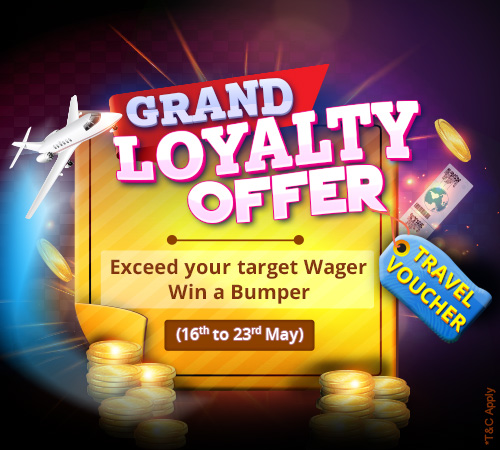 GRAND
LOYALTY
OFFER
Exceed your target Wager
Win a Bumper
(16th to 23rd May)
TRAVEL
VOUCHER
*T&C Apply